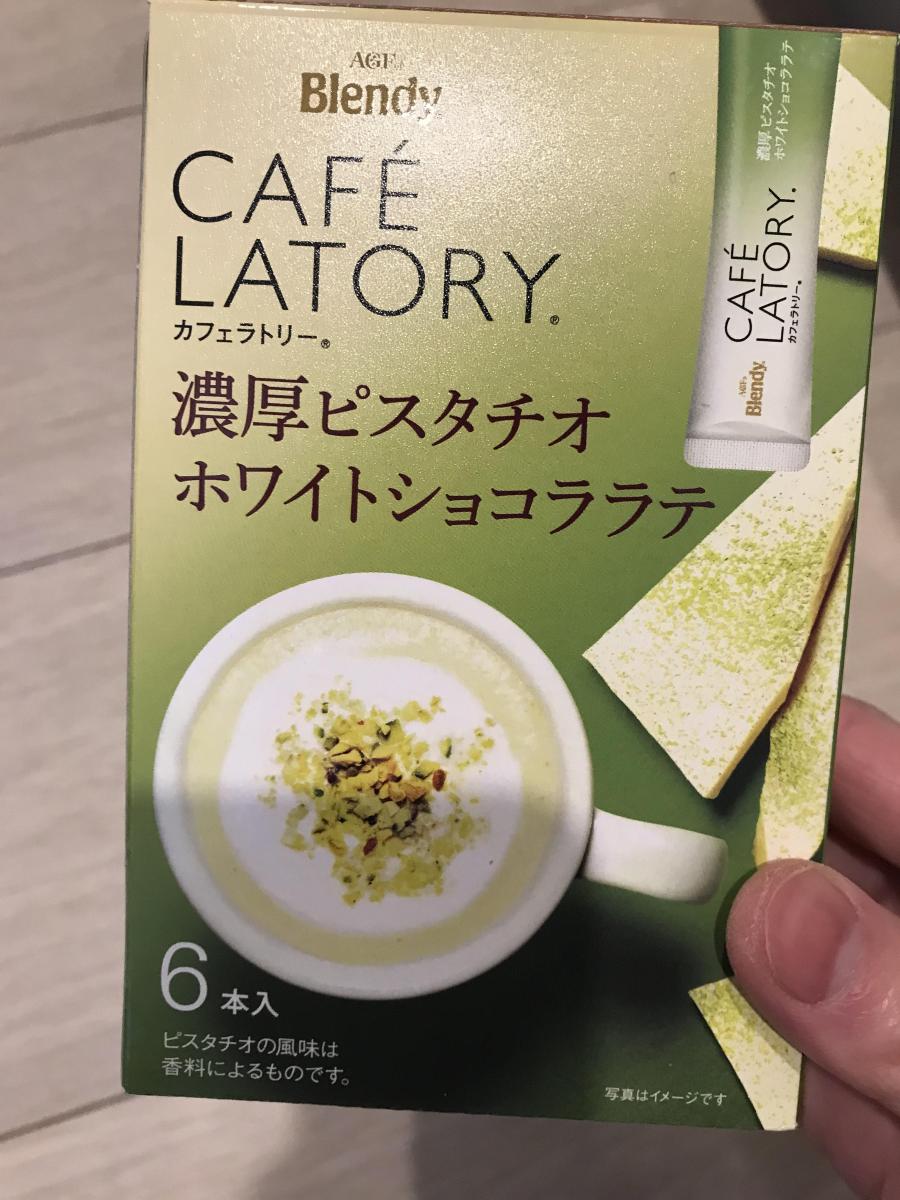 AGF®
Blendy®
CAFÉ
LATORY.®
カフェラトリー®
濃厚ピスタチオ
ホワイトショコララテ
6本入
ピスタチオの風味は
香料によるものです。
写真はイメージです
濃厚ピスタチオ
ホワイトショコララテ
CAFÉ
LATORY.
カフェラトリー®
AGF®
Blendy®